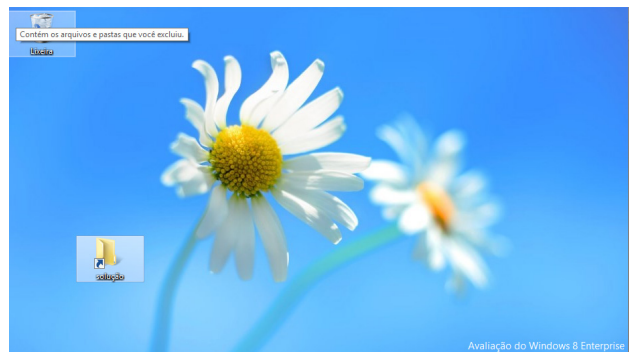 Contém os arquivos e pastas que você excluiu.
Lixeira
solução
Avaliação do Windows 8 Enterprise